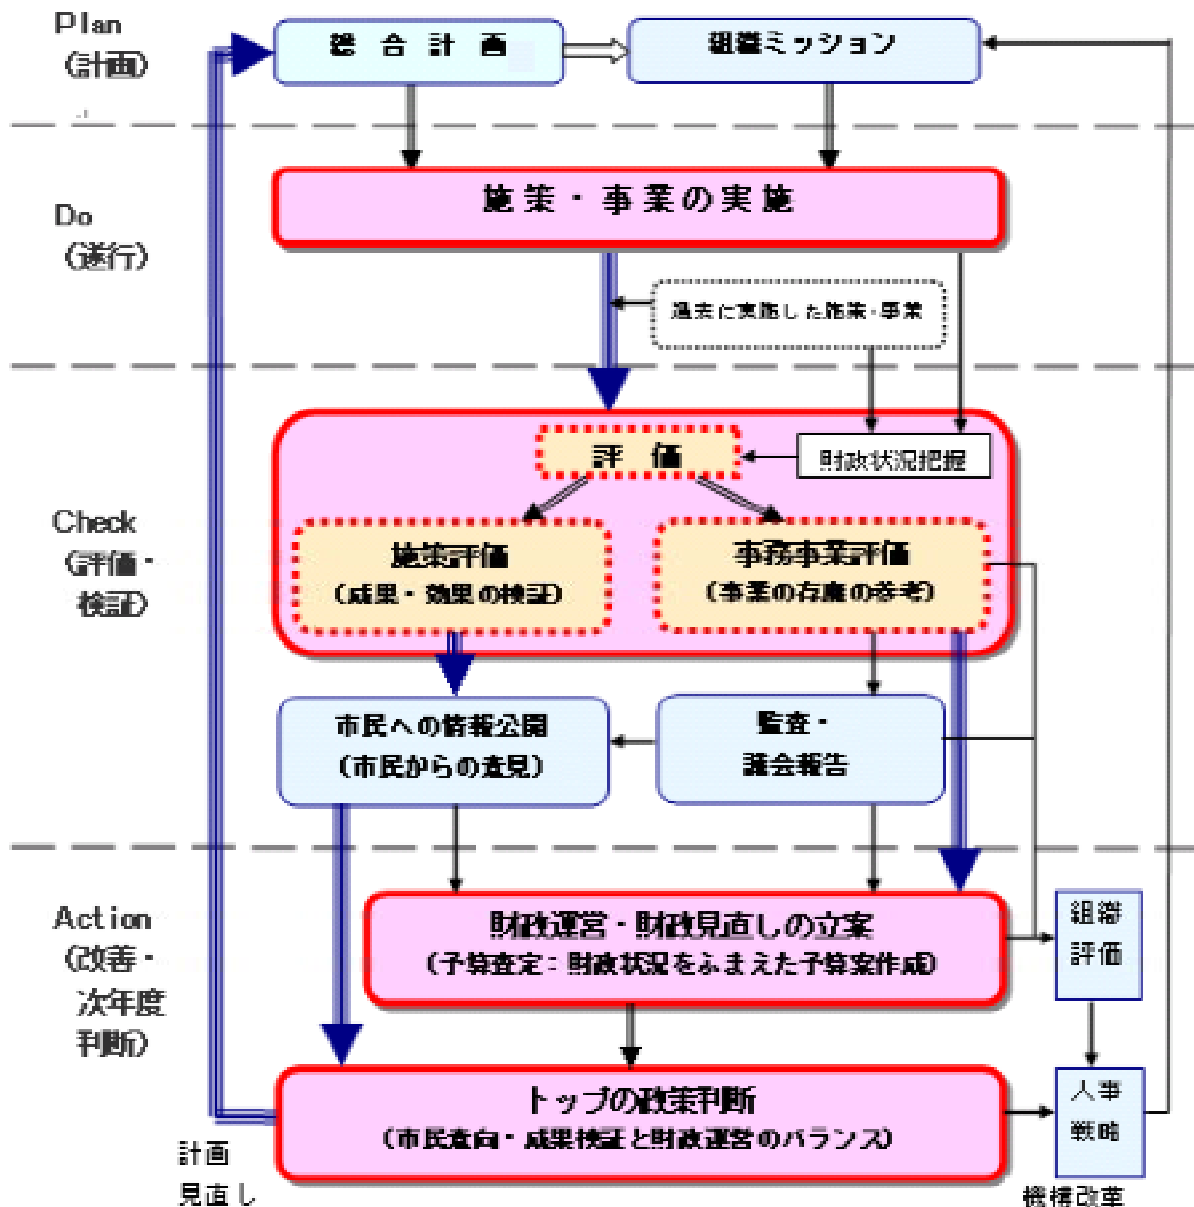 Plan
(計画)
総合計画
組織ミッション
Do
(遂行)
施策・事業の実施
過去に実施した施策・事業
Check
(評価・
検証)
評価
財政状況把握
施策評価
(成果・効果の検証)
事務事業評価
(事業の存廃の参考)
市民への情報公開
(市民からの意見)
監査・
議会報告
Action
(改善・
次年度
判断)
財政運営・財政見直しの立案
(予算査定：財政状況をふまえた予算案作成)
組織
評価
トップの政策判断
(市民意向・成果検証と財政運営のバランス)
人事
戦略
計画
見直し
機構改革